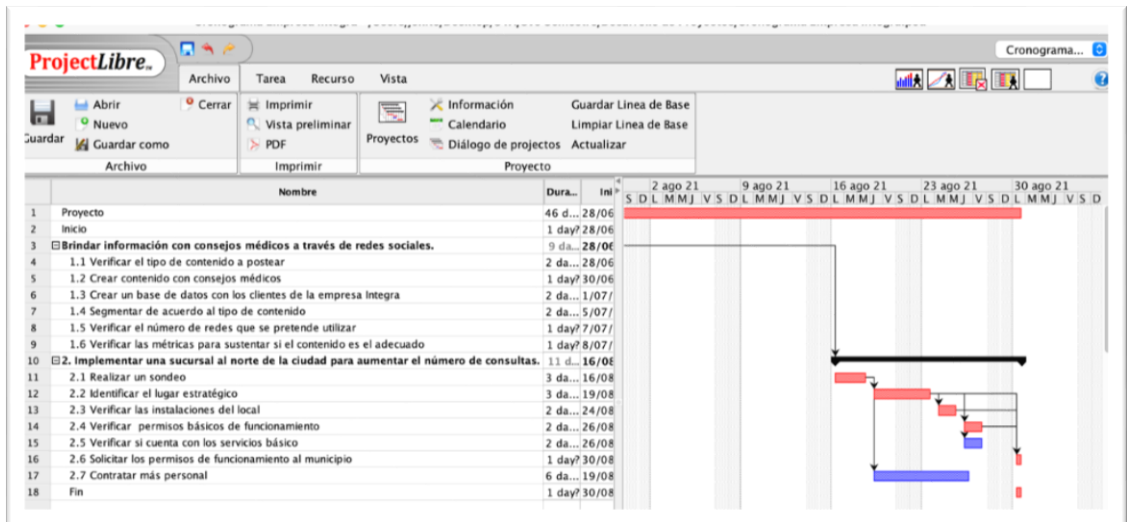 ProjectLibre
Cronograma...
Archivo Tarea Recurso Vista
Guardar
Abrir
Nuevo
Guardar como
Cerrar
Archivo
Imprimir
Vista preliminar
PDF
Imprimir
Proyectos
Información
Calendario
Diálogo de projectos
Guardar Linea de Base
Limpiar Linea de Base
Actualizar
Proyecto
Nombre Dura... Ini
2 ago 21 9 ago 21 16 ago 21 23 ago 21 30 ago 21
S D L M M J V S D L M M J V S D L M M J V S D L M M J V S D L M M J V S D
1 Proyecto 46 d... 28/06
2 Inicio 1 day? 28/06
3 Brindar información con consejos médicos a través de redes sociales. 9 da... 28/06
4 1.1 Verificar el tipo de contenido a postear 2 da... 28/06
5 1.2 Crear contenido con consejos médicos 1 day? 30/06
6 1.3 Crear un base de datos con los clientes de la empresa Integra 2 da... 1/07/
7 1.4 Segmentar de acuerdo al tipo de contenido 2 da... 5/07/
8 1.5 Verificar el número de redes que se pretende utilizar 1 day? 7/07/
9 1.6 Verificar las métricas para sustentar si el contenido es el adecuado 1 day? 8/07/
10 2. Implementar una sucursal al norte de la ciudad para aumentar el número de consultas. 11 d... 16/08
11 2.1 Realizar un sondeo 3 da... 16/08
12 2.2 Identificar el lugar estratégico 3 da... 19/08
13 2.3 Verificar las instalaciones del local 2 da... 24/08
14 2.4 Verificar permisos básicos de funcionamiento 2 da... 26/08
15 2.5 Verificar si cuenta con los servicios básico 2 da... 26/08
16 2.6 Solicitar los permisos de funcionamiento al municipio 1 day? 30/08
17 2.7 Contratar más personal 6 da... 19/08
18 Fin 1 day? 30/08